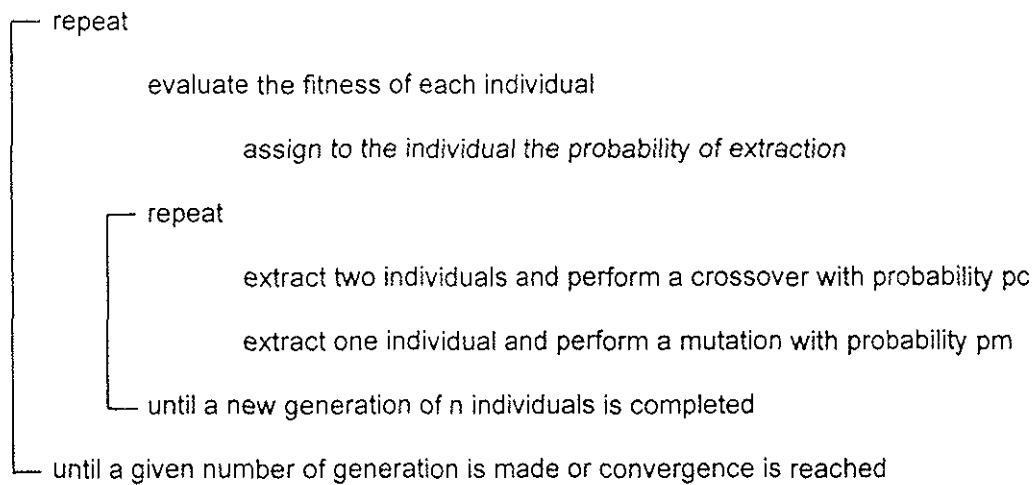 repeat
evaluate the fitness of each individual
assign to the individual the probability of extraction
repeat
extract two individuals and perform a crossover with probability pc
extract one individual and perform a mutation with probability pm
until a new generation of n individuals is completed
until a given number of generation is made or convergence is reached